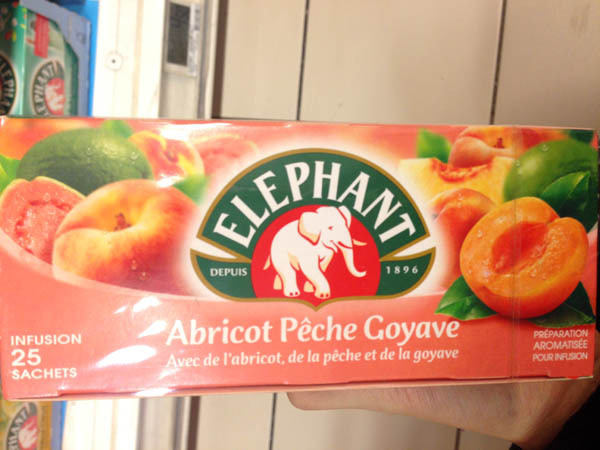 ELEPHANT
DEPUIS 1896
Abricot Pêche Goyave
Avec de l'abricot, de la pêche et de la goyave
INFUSION
25
SACHETS
PRÉPARATION
AROMATISÉE
POUR INFUSION
ELEPHANT